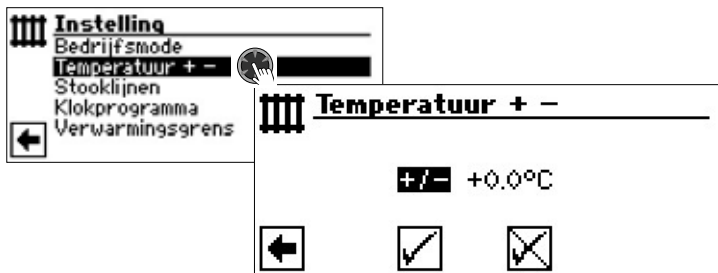 Instelling
Bedrijfsmode
Temperatuur + -
Stooklijnen
Klokprogramma
Verwarmingsgrens
Temperatuur + -
+/- +0.0°C